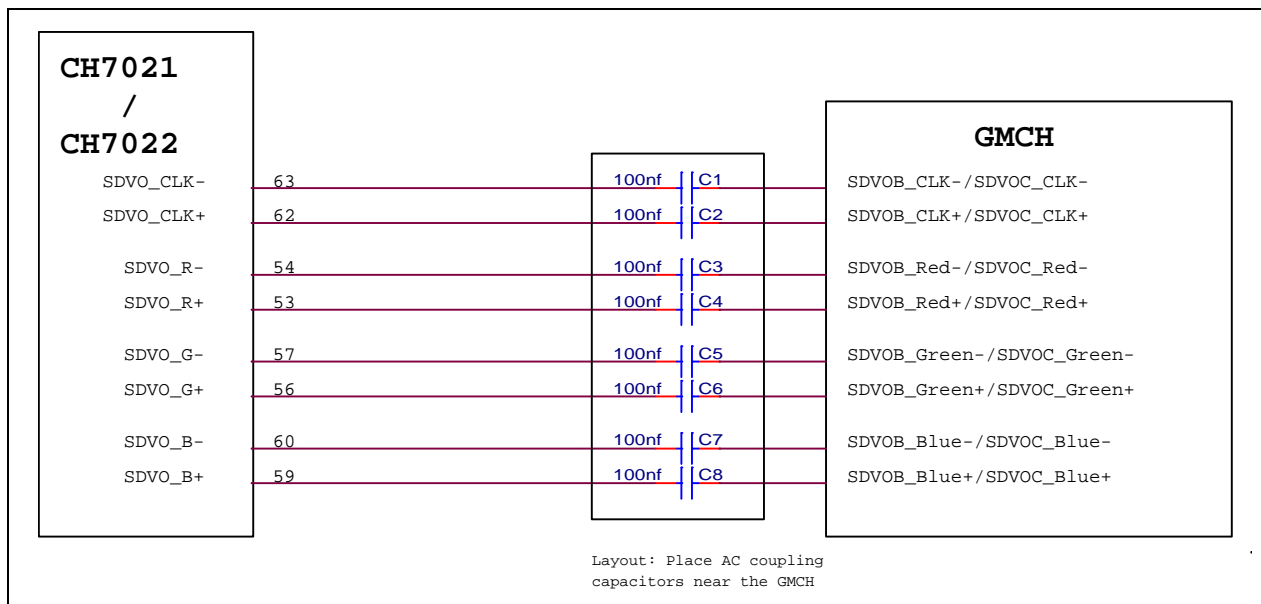 CH7021
/
CH7022
GMCH
SDVO_CLK- 63 100nf C1 SDVOB_CLK-/SDVOC_CLK-
SDVO_CLK+ 62 100nf C2 SDVOB_CLK+/SDVOC_CLK+
SDVO_R- 54 100nf C3 SDVOB_Red-/SDVOC_Red-
SDVO_R+ 53 100nf C4 SDVOB_Red+/SDVOC_Red+
SDVO_G- 57 100nf C5 SDVOB_Green-/SDVOC_Green-
SDVO_G+ 56 100nf C6 SDVOB_Green+/SDVOC_Green+
SDVO_B- 60 100nf C7 SDVOB_Blue-/SDVOC_Blue-
SDVO_B+ 59 100nf C8 SDVOB_Blue+/SDVOC_Blue+
Layout: Place AC coupling
capacitors near the GMCH